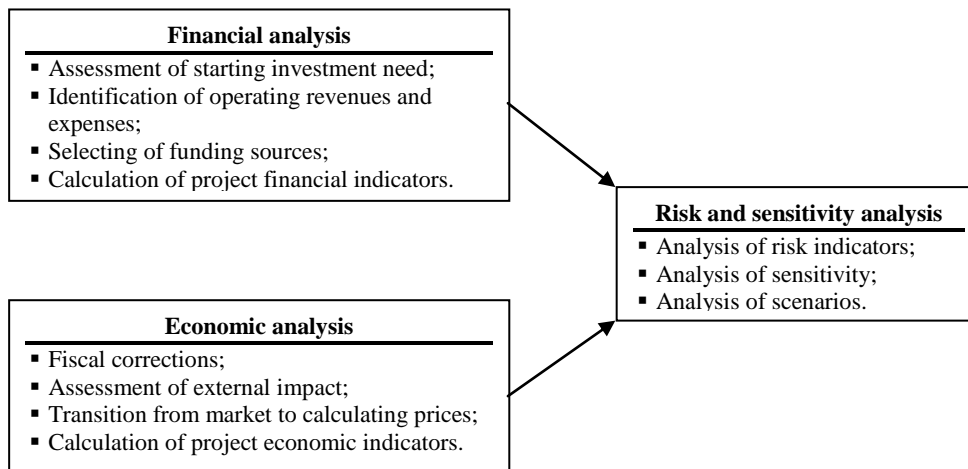 Financial analysis
▪ Assessment of starting investment need;
▪ Identification of operating revenues and
expenses;
▪ Selecting of funding sources;
▪ Calculation of project financial indicators.
Risk and sensitivity analysis
▪ Analysis of risk indicators;
▪ Analysis of sensitivity;
▪ Analysis of scenarios.
Economic analysis
▪ Fiscal corrections;
▪ Assessment of external impact;
▪ Transition from market to calculating prices;
▪ Calculation of project economic indicators.